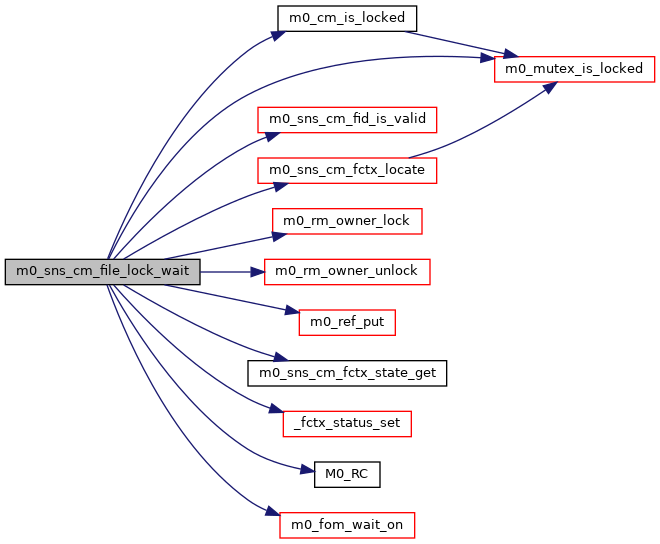 m0_cm_is_locked
m0_mutex_is_locked
m0_sns_cm_fid_is_valid
m0_sns_cm_fctx_locate
m0_rm_owner_lock
m0_sns_cm_file_lock_wait
m0_rm_owner_unlock
m0_ref_put
m0_sns_cm_fctx_state_get
_fctx_status_set
M0_RC
m0_fom_wait_on